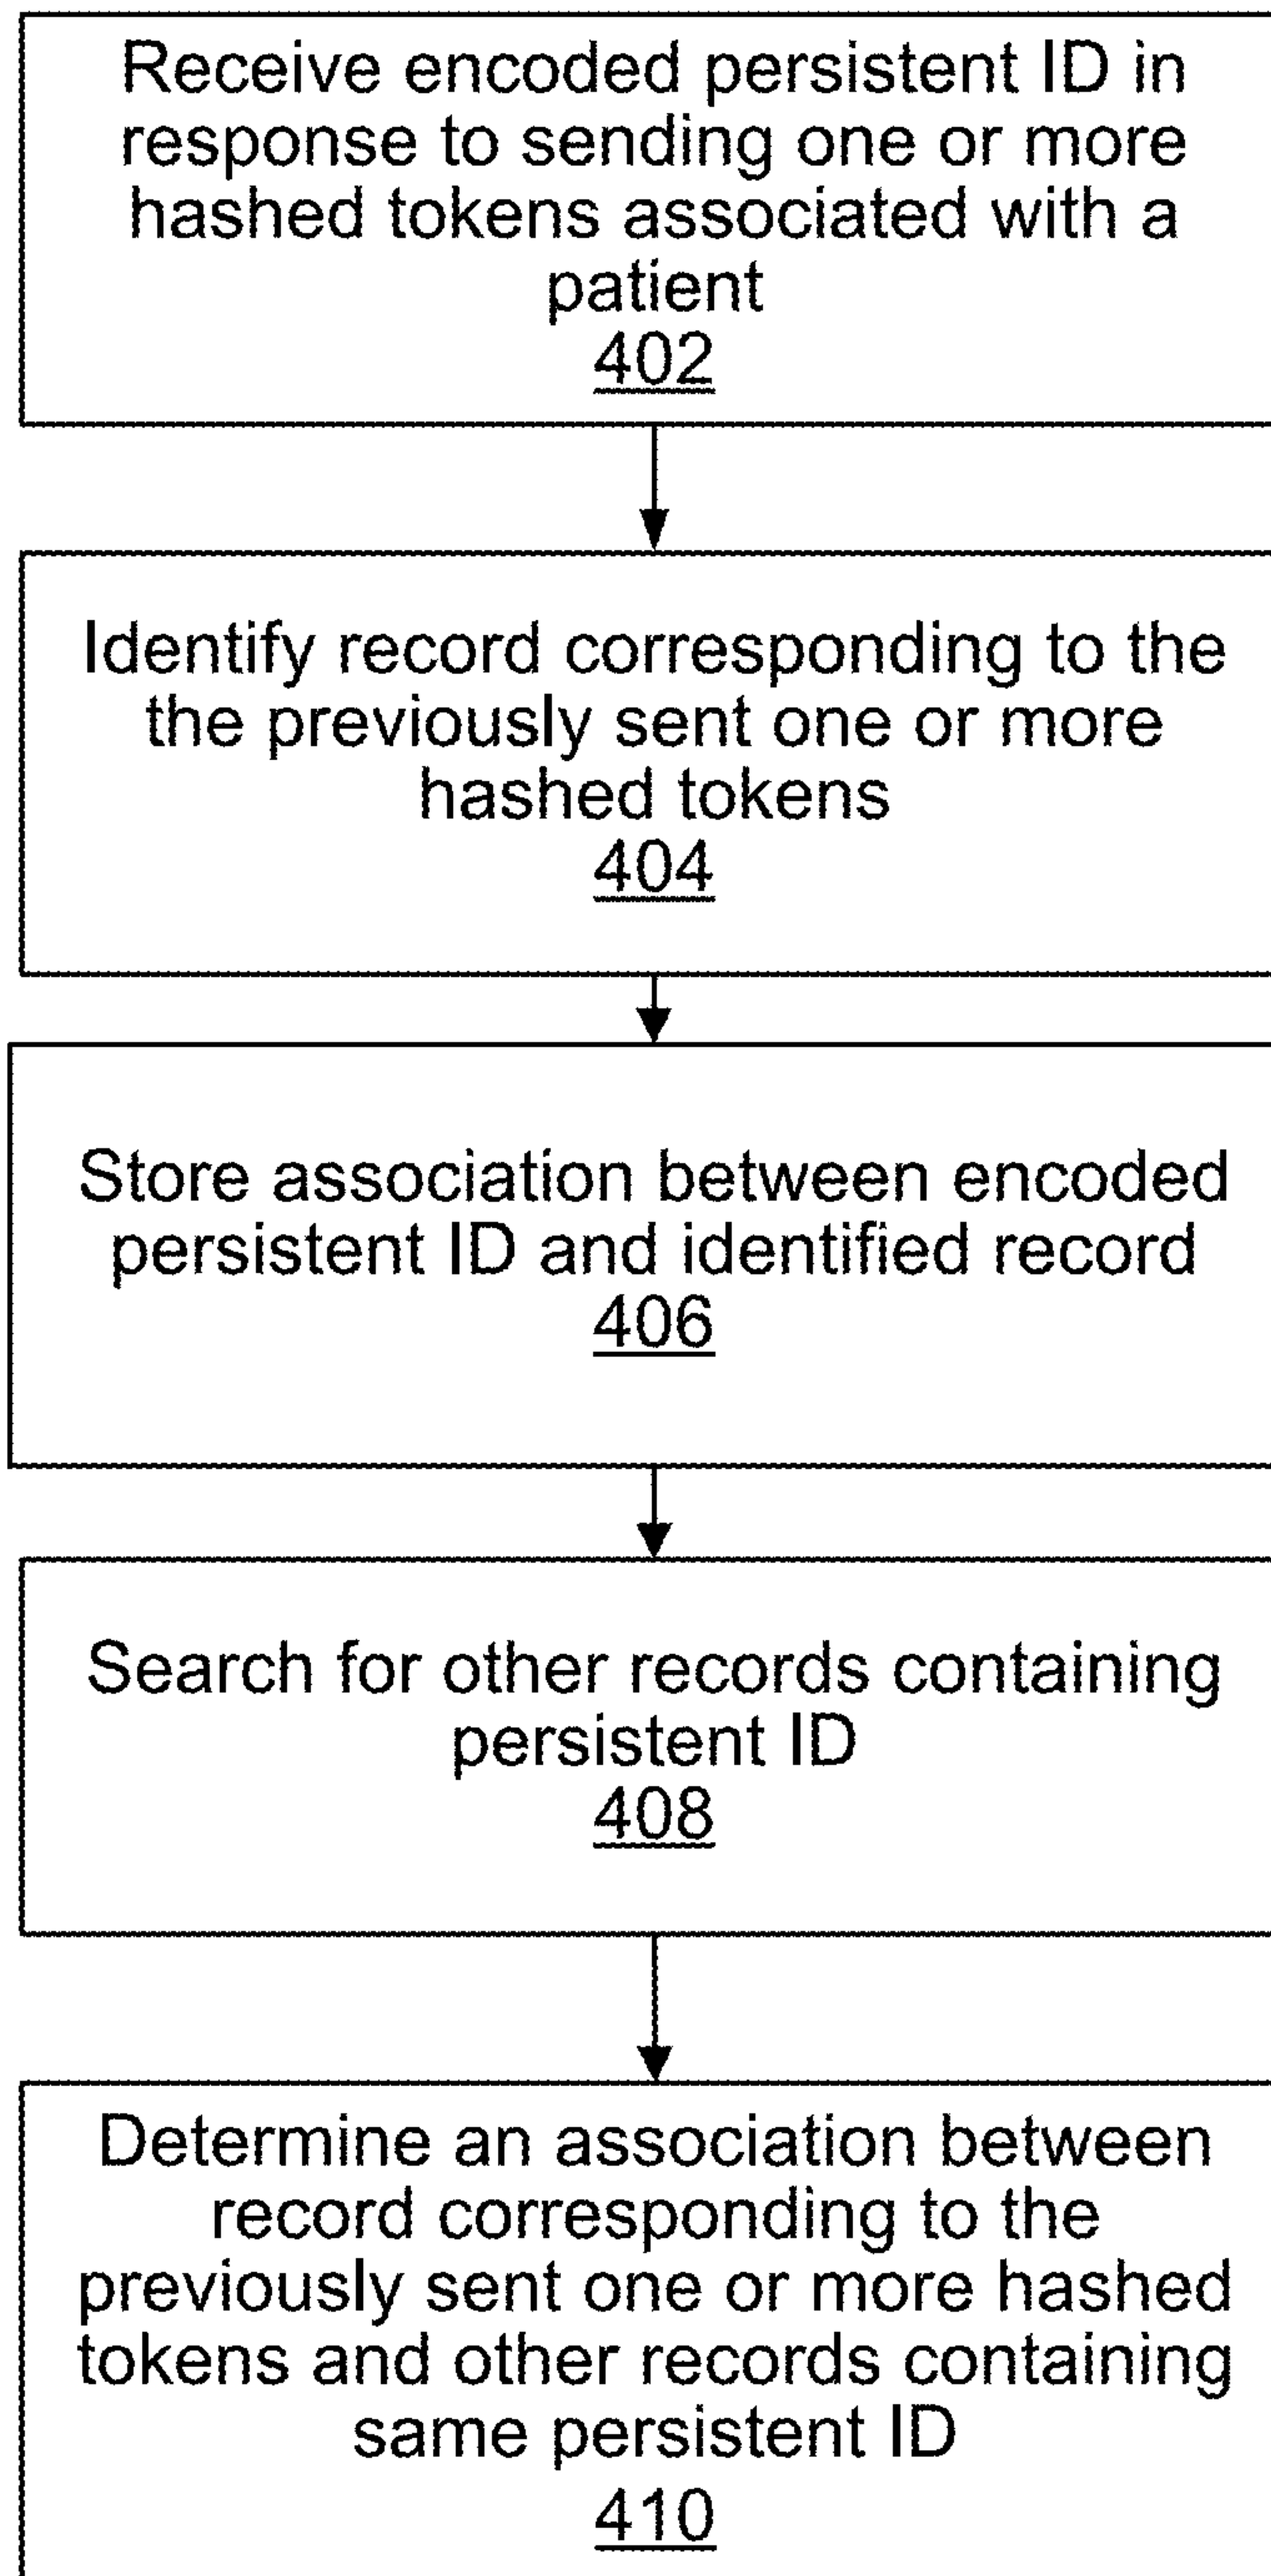 Receive encoded persistent ID in
response to sending one or more
hashed tokens associated with a
patient
402
Identify record corresponding to the
the previously sent one or more
hashed tokens
404
Store association between encoded
persistent ID and identified record
406
Search for other records containing
persistent ID
408
Determine an association between
record corresponding to the
previously sent one or more hashed
tokens and other records containing
same persistent ID
410